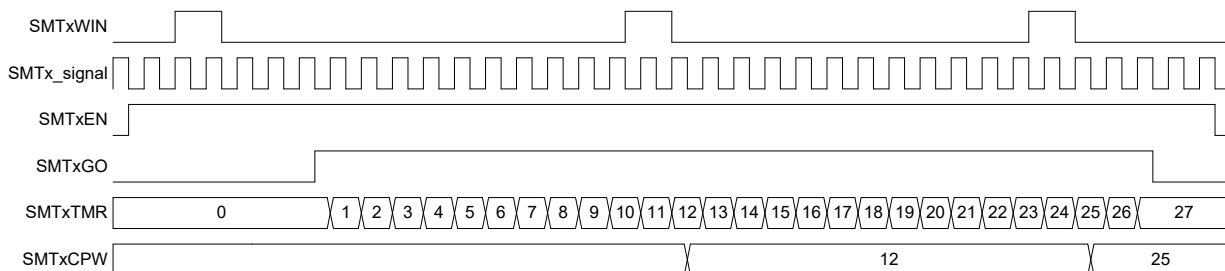 SMTxWIN
SMTx_signal
SMTxEN
SMTxGO
SMTxTMR 0 1 2 3 4 5 6 7 8 9 10 11 12 13 14 15 16 17 18 19 20 21 22 23 24 25 26 27
SMTxCPW 12 25